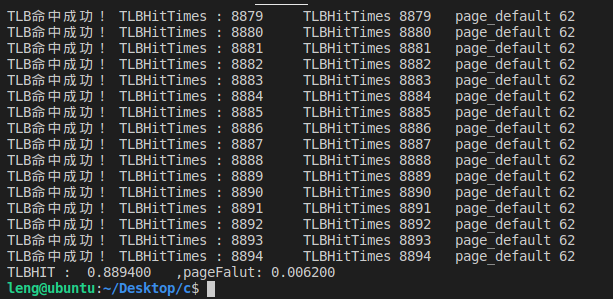 TLB命中成功！ TLBHitTimes : 8879 TLBHitTimes 8879 page_default 62
TLB命中成功！ TLBHitTimes : 8880 TLBHitTimes 8880 page_default 62
TLB命中成功！ TLBHitTimes : 8881 TLBHitTimes 8881 page_default 62
TLB命中成功！ TLBHitTimes : 8882 TLBHitTimes 8882 page_default 62
TLB命中成功！ TLBHitTimes : 8883 TLBHitTimes 8883 page_default 62
TLB命中成功！ TLBHitTimes : 8884 TLBHitTimes 8884 page_default 62
TLB命中成功！ TLBHitTimes : 8885 TLBHitTimes 8885 page_default 62
TLB命中成功！ TLBHitTimes : 8886 TLBHitTimes 8886 page_default 62
TLB命中成功！ TLBHitTimes : 8887 TLBHitTimes 8887 page_default 62
TLB命中成功！ TLBHitTimes : 8888 TLBHitTimes 8888 page_default 62
TLB命中成功！ TLBHitTimes : 8889 TLBHitTimes 8889 page_default 62
TLB命中成功！ TLBHitTimes : 8890 TLBHitTimes 8890 page_default 62
TLB命中成功！ TLBHitTimes : 8891 TLBHitTimes 8891 page_default 62
TLB命中成功！ TLBHitTimes : 8892 TLBHitTimes 8892 page_default 62
TLB命中成功！ TLBHitTimes : 8893 TLBHitTimes 8893 page_default 62
TLB命中成功！ TLBHitTimes : 8894 TLBHitTimes 8894 page_default 62
TLBHIT :  0.889400   ,pageFalut: 0.006200
leng@ubuntu:~/Desktop/c$